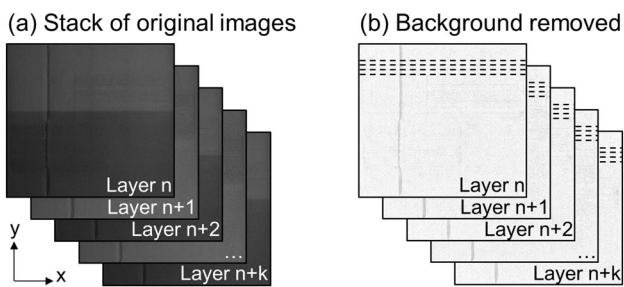 (a) Stack of original images
Layer n
Layer n+1
Layer n+2
...
Layer n+k
y
x
(b) Background removed
Layer n
Layer n+1
Layer n+2
...
Layer n+k